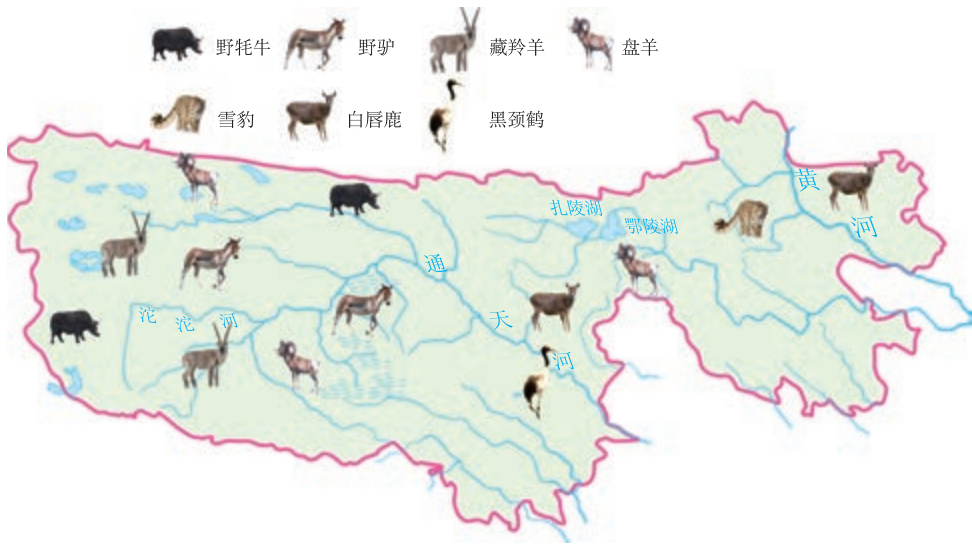 野牦牛 野驴 藏羚羊 盘羊
雪豹 白唇鹿 黑颈鹤
黄河
扎陵湖
鄂陵湖
通天河
沱沱河